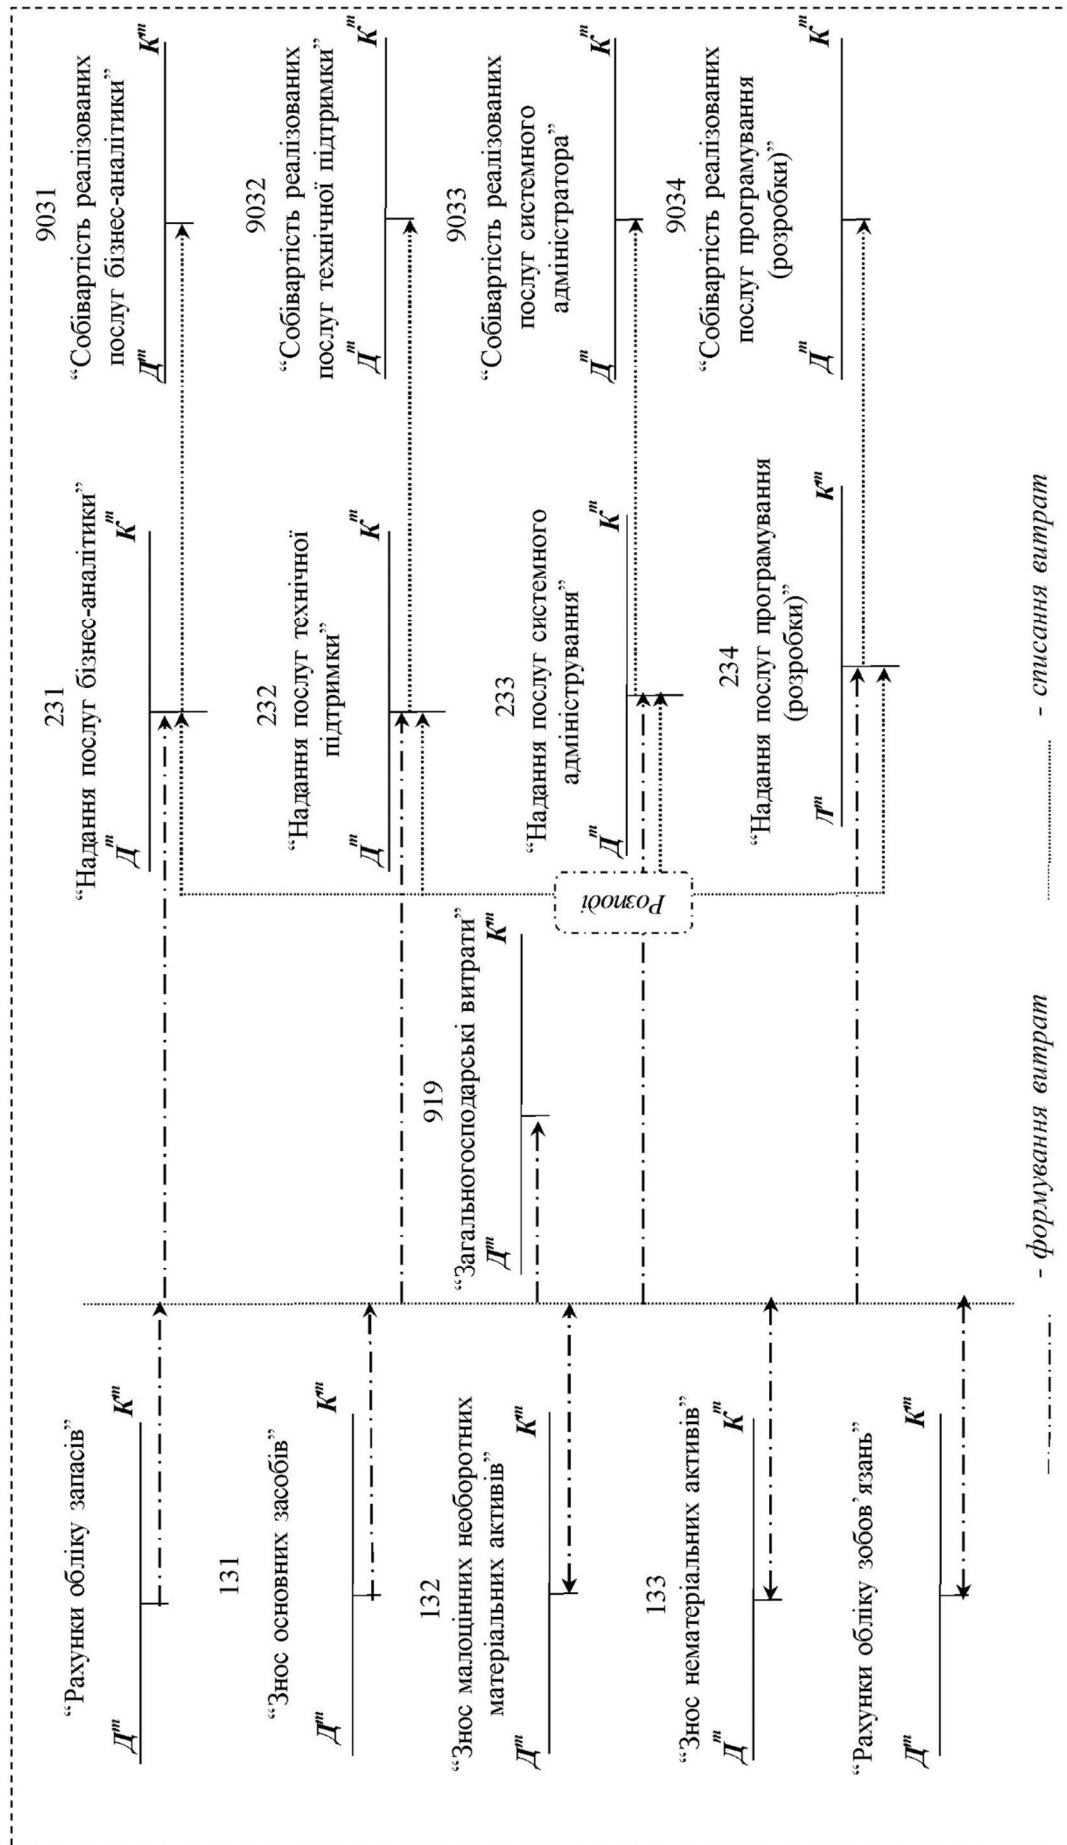 “Рахунки обліку запасів”
Дт Кт
131
“Знос основних засобів”
Дт Кт
132
“Знос малоцінних необоротних
матеріальних активів”
Дт Кт
133
“Знос нематеріальних активів”
Дт Кт
“Рахунки обліку зобов’язань”
Дт Кт
919
“Загальногосподарські витрати”
Дт Кт
Розподі
231
“Надання послуг бізнес-аналітики”
Дт Кт
232
“Надання послуг технічної
підтримки”
Дт Кт
233
“Надання послуг системного
адміністрування”
Дт Кт
234
“Надання послуг програмування
(розробки)”
Лт Кт
9031
“Собівартість реалізованих
послуг бізнес-аналітики”
Дт Кт
9032
“Собівартість реалізованих
послуг технічної підтримки”
Дт Кт
9033
“Собівартість реалізованих
послуг системного
адміністратора”
Дт Кт
9034
“Собівартість реалізованих
послуг програмування
(розробки)”
Дт Кт
- формування витрат
- списання витрат